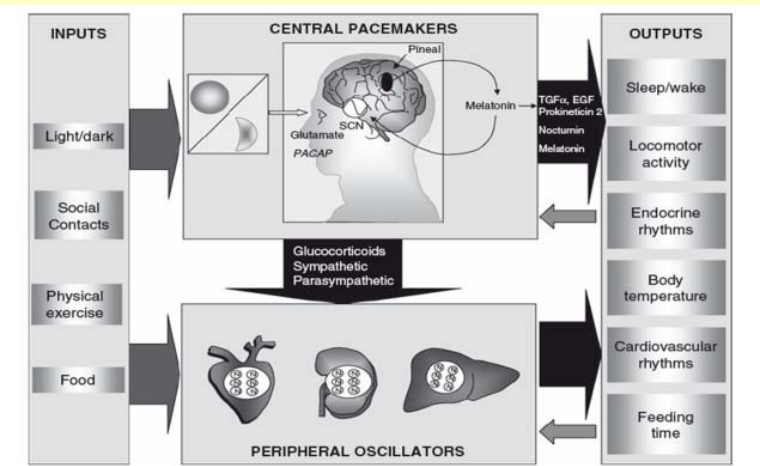 INPUTS
Light/dark
Social
Contacts
Physical
exercise
Food
CENTRAL PACEMAKERS
Pineal
Melatonin
SCN
Glutamate
PACAP
TGFα, EGF
Prokineticin 2
Nocturnin
Melatonin
Glucocorticoids
Sympathetic
Parasympathetic
PERIPHERAL OSCILLATORS
OUTPUTS
Sleep/wake
Locomotor
activity
Endocrine
rhythms
Body
temperature
Cardiovascular
rhythms
Feeding
time